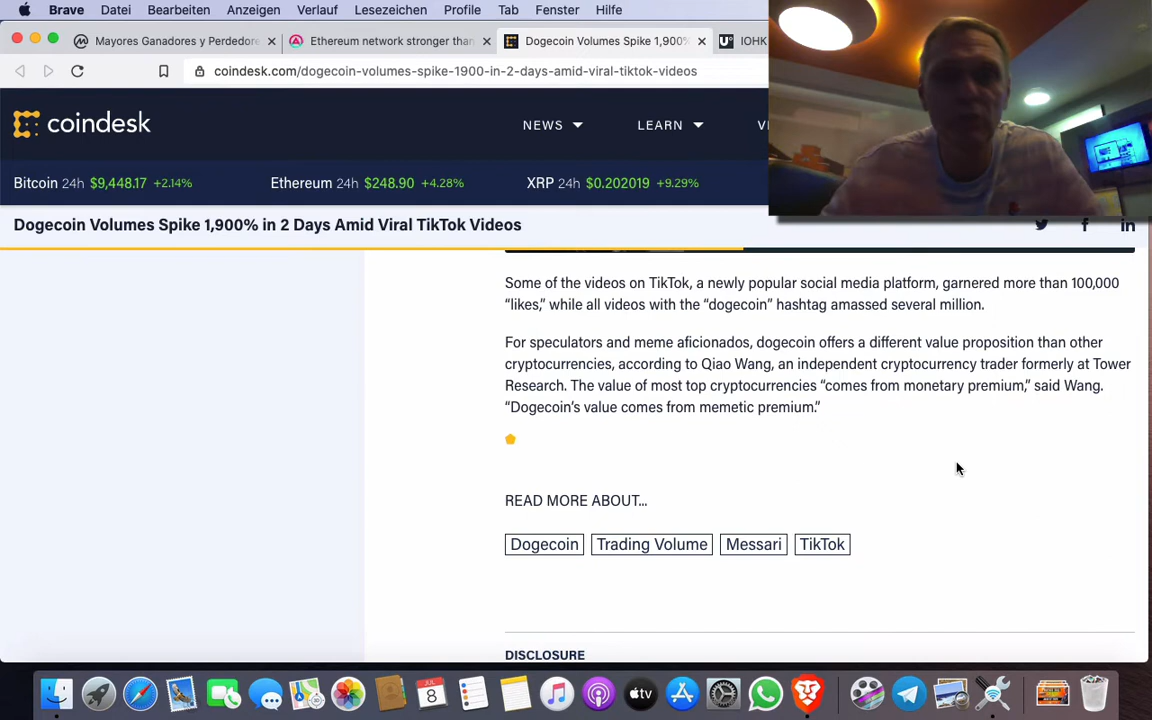 Brave Datei Bearbeiten Anzeigen Verlauf Lesezeichen Profile Tab Fenster Hilfe
Mayores Ganadores y Perdedore
Ethereum network stronger than
Dogecoin Volumes Spike 1,900%
IOHK
coindesk.com/dogecoin-volumes-spike-1900-in-2-days-amid-viral-tiktok-videos
coindesk
NEWS LEARN
Bitcoin 24h $9,448.17 +2.14% Ethereum 24h $248.90 +4.28% XRP 24h $0.202019 +9.29%
Dogecoin Volumes Spike 1,900% in 2 Days Amid Viral TikTok Videos
Some of the videos on TikTok, a newly popular social media platform, garnered more than 100,000
“likes,” while all videos with the “dogecoin” hashtag amassed several million.
For speculators and meme aficionados, dogecoin offers a different value proposition than other
cryptocurrencies, according to Qiao Wang, an independent cryptocurrency trader formerly at Tower
Research. The value of most top cryptocurrencies “comes from monetary premium,” said Wang.
“Dogecoin’s value comes from memetic premium.”
READ MORE ABOUT...
Dogecoin Trading Volume Messari TikTok
DISCLOSURE
JUL
8
tv